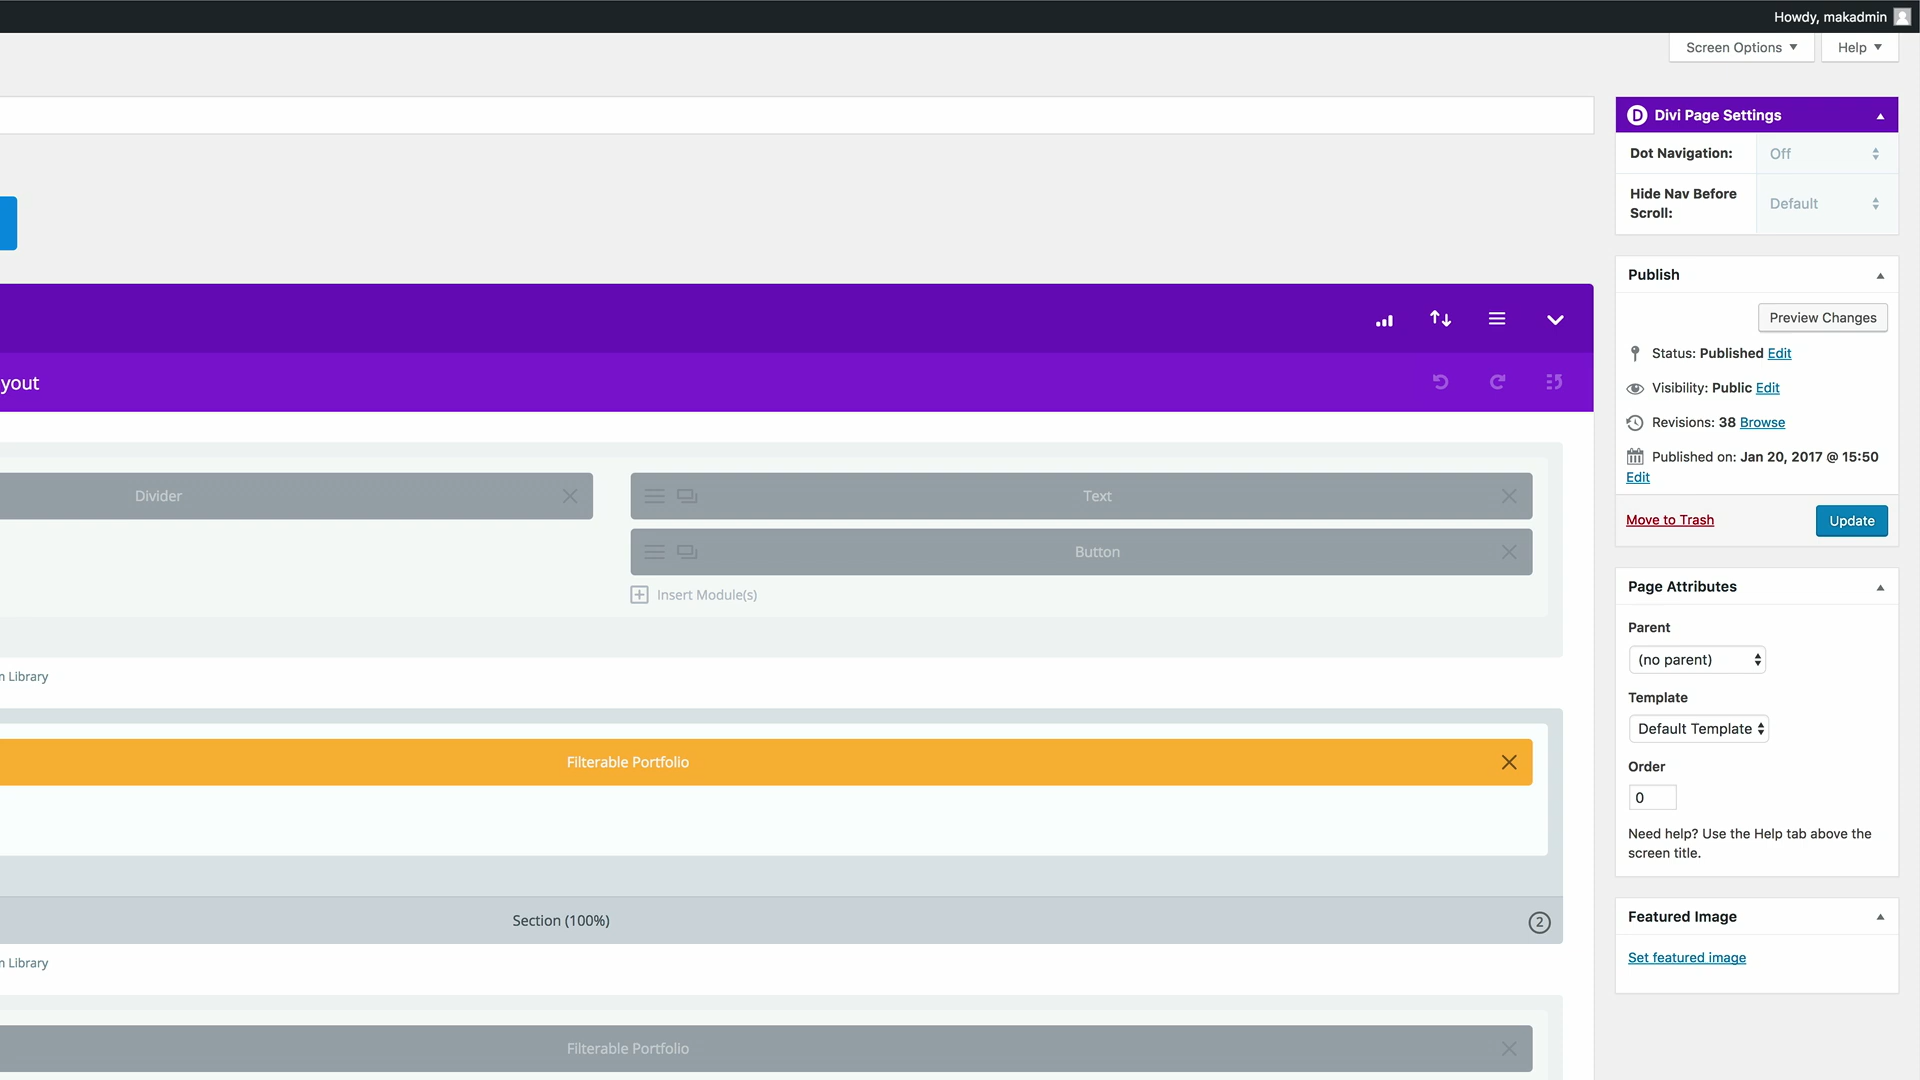 Howdy, makadmin
Screen Options
Help
Divi Page Settings
Dot Navigation:
Off
Hide Nav Before
Scroll:
Default
Publish
Preview Changes
Status: Published Edit
Visibility: Public Edit
Revisions: 38 Browse
Published on: Jan 20, 2017 @ 15:50
Edit
Move to Trash
Update
yout
Divider
Text
Button
Insert Module(s)
Library
Filterable Portfolio
Section (100%)
2
Library
Filterable Portfolio
Page Attributes
Parent
(no parent)
Template
Default Template
Order
0
Need help? Use the Help tab above the
screen title.
Featured Image
Set featured image